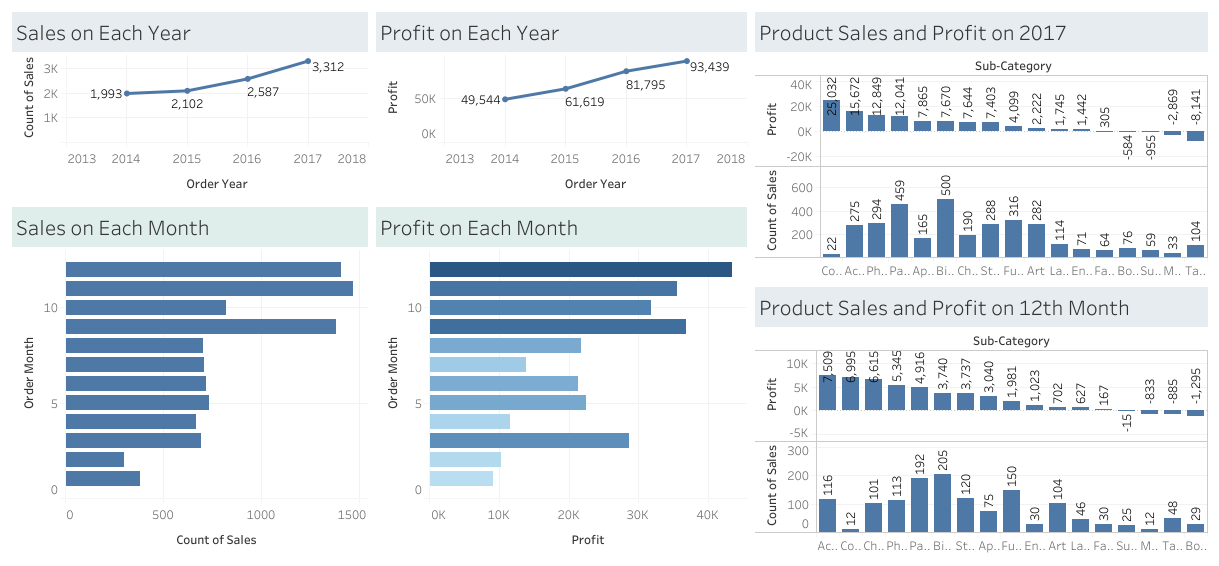 Sales on Each Year
Count of Sales
3K
2K
1K
1,993
2,102
2,587
3,312
2013 2014 2015 2016 2017 2018
Order Year
Profit on Each Year
Profit
50K
0K
49,544
61,619
81,795
93,439
2013 2014 2015 2016 2017 2018
Order Year
Sales on Each Month
Order Month
10
5
0
0 500 1000 1500
Count of Sales
Profit on Each Month
Order Month
10
5
0
0K 10K 20K 30K 40K
Profit
Product Sales and Profit on 2017
Sub-Category
Profit
40K
20K
0K
-20K
25,032 15,672 12,849 12,041 7,865 7,670 7,644 7,403 4,099 2,222 1,745 1,442 305 -584 -955 -2,869 -8,141
Count of Sales
600
400
200
22 275 294 459 165 500 190 288 316 282 114 71 64 76 59 33 104
Co.. Ac.. Ph.. Pa.. Ap.. Bi.. Ch.. St.. Fu.. Art La.. En.. Fa.. Bo.. Su.. M.. Ta..
Product Sales and Profit on 12th Month
Sub-Category
Profit
10K
5K
0K
-5K
7,509 6,995 6,615 5,345 4,916 3,740 3,737 3,040 1,981 1,023 702 627 167 -15 -833 -885 -1,295
Count of Sales
300
200
100
0
116 12 101 113 192 205 120 75 150 30 104 46 30 25 12 48 29
Ac.. Co.. Ch.. Ph.. Pa.. Bi.. St.. Ap.. Fu.. En.. Art La.. Fa.. Su.. M.. Ta.. Bo..